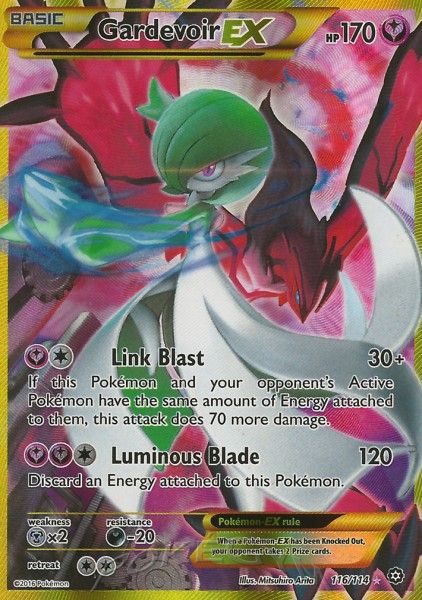 BASIC
Gardevoir EX
HP 170
Link Blast 30+
If this Pokémon and your opponent's Active
Pokémon have the same amount of Energy attached
to them, this attack does 70 more damage.
Luminous Blade 120
Discard an Energy attached to this Pokémon.
weakness
×2
resistance
-20
Pokémon-EX rule
When a Pokémon-EX has been Knocked Out,
your opponent takes 2 Prize cards.
retreat
©2016 Pokémon
Illus. Mitsuhiro Arita
116/114